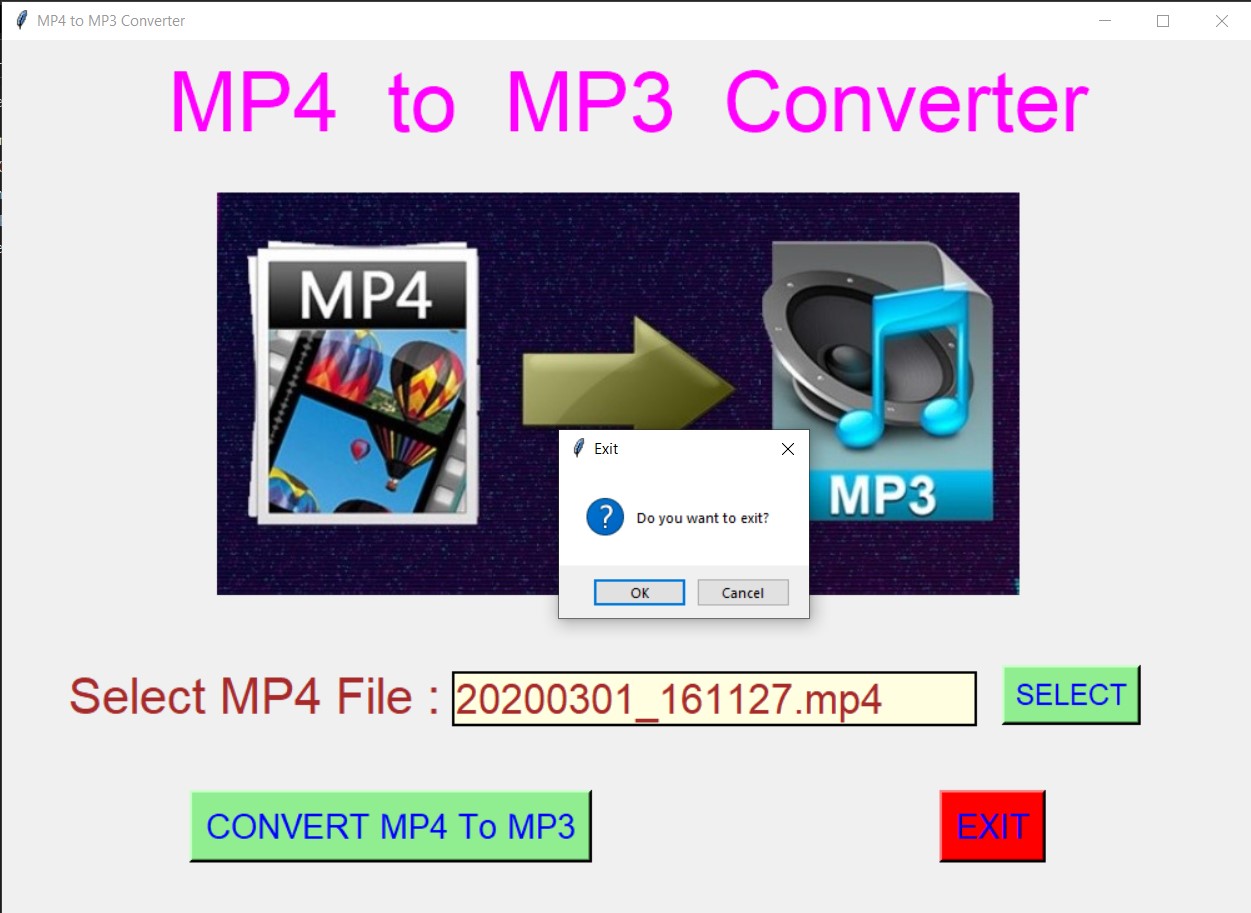 MP4 to MP3 Converter
MP4 to MP3 Converter
MP4
MP3
Exit
? Do you want to exit?
OK Cancel
Select MP4 File : 20200301_161127.mp4 SELECT
CONVERT MP4 To MP3 EXIT